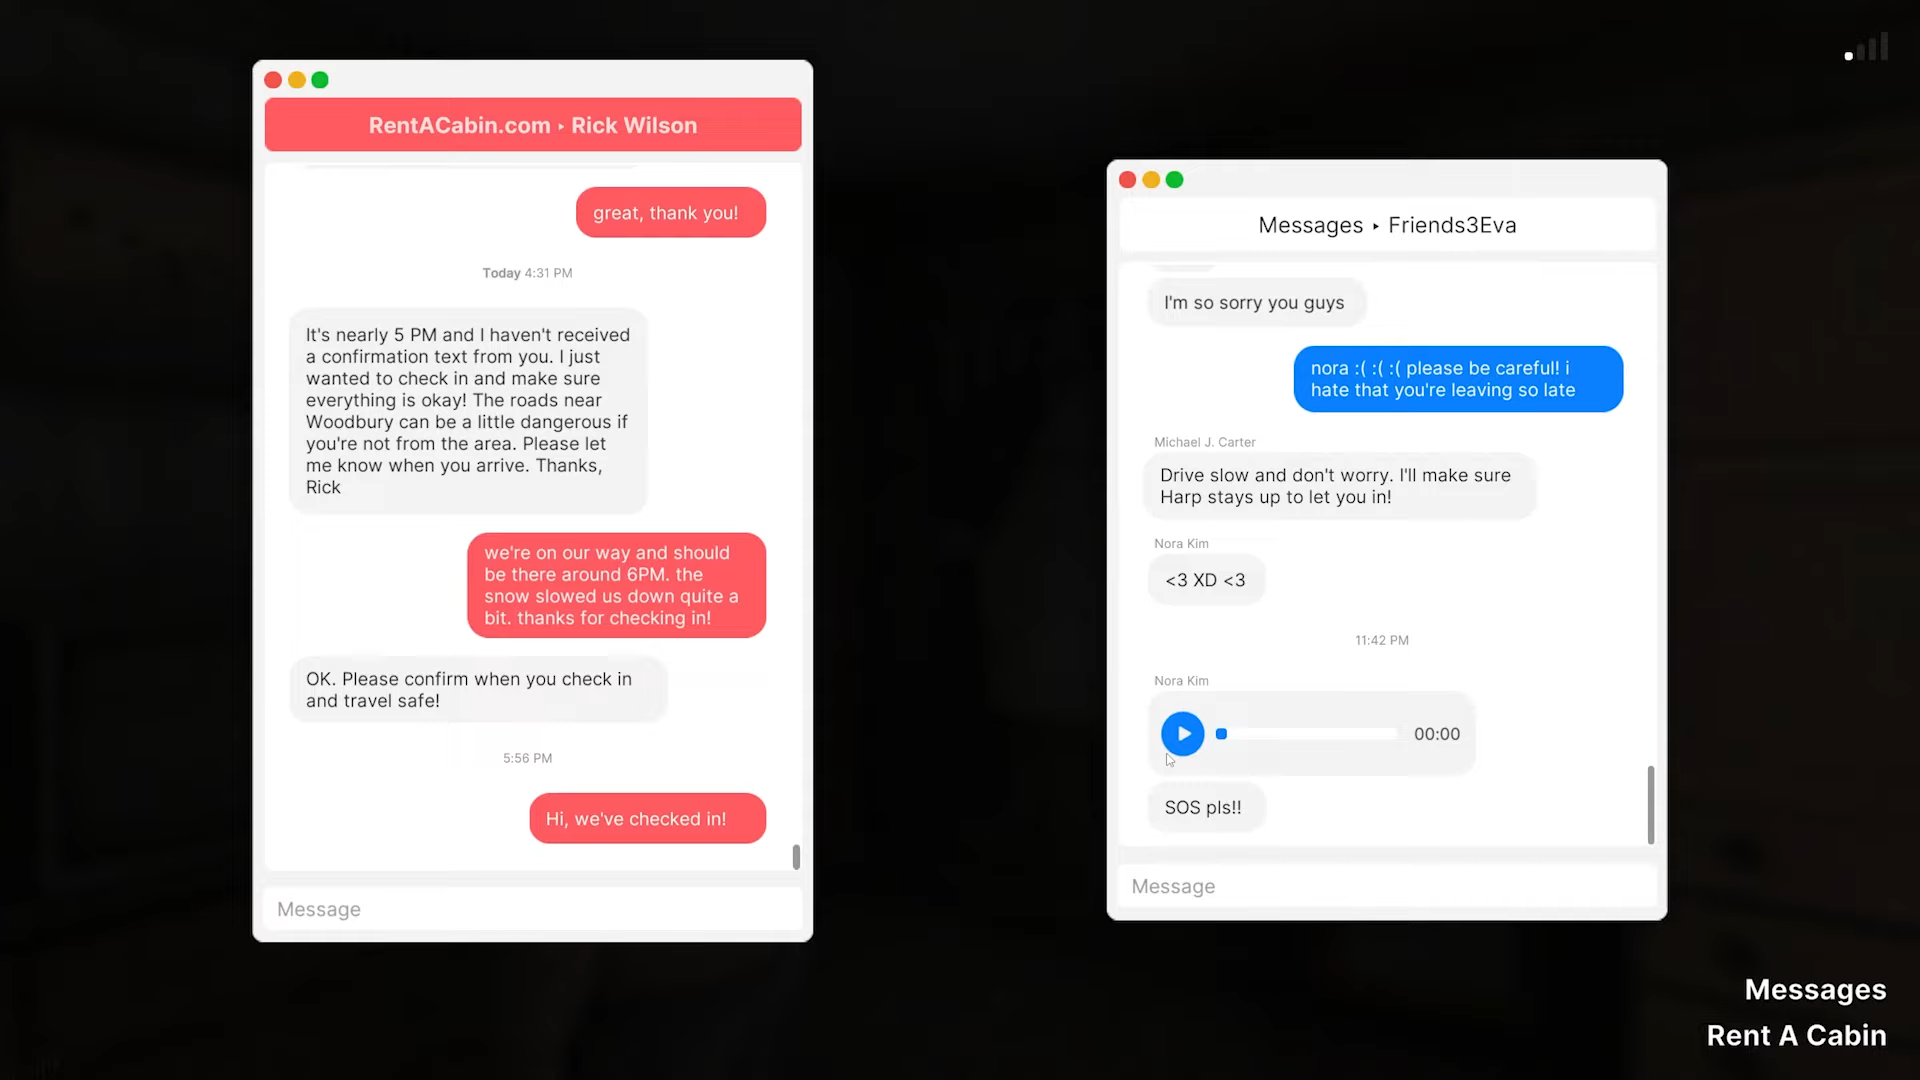 RentACabin.com ‣ Rick Wilson
great, thank you!
Today 4:31 PM
It's nearly 5 PM and I haven't received
a confirmation text from you. I just
wanted to check in and make sure
everything is okay! The roads near
Woodbury can be a little dangerous if
you're not from the area. Please let
me know when you arrive. Thanks,
Rick
we're on our way and should
be there around 6PM. the
snow slowed us down quite a
bit. thanks for checking in!
OK. Please confirm when you check in
and travel safe!
5:56 PM
Hi, we've checked in!
Message
Messages ‣ Friends3Eva
I'm so sorry you guys
nora :( :( :( please be careful! i
hate that you're leaving so late
Michael J. Carter
Drive slow and don't worry. I'll make sure
Harp stays up to let you in!
Nora Kim
<3 XD <3
11:42 PM
Nora Kim
00:00
SOS pls!!
Message
Messages
Rent A Cabin